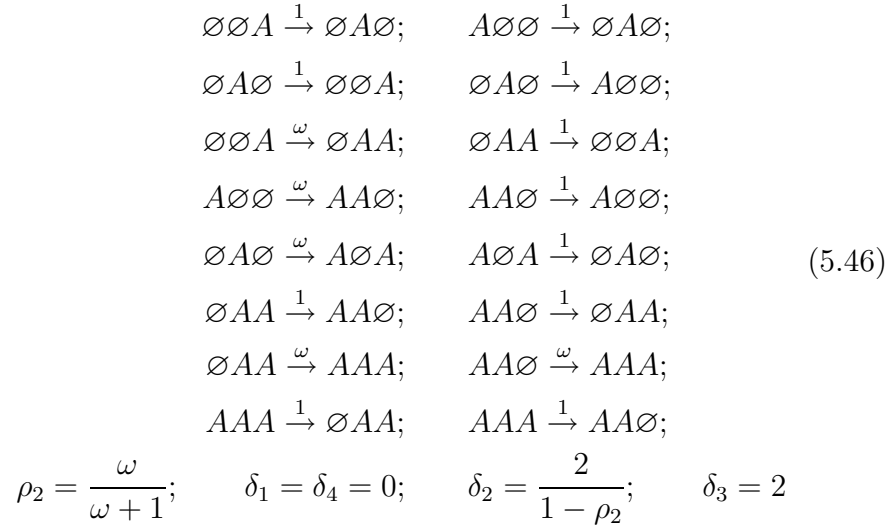 ∅∅A →¹ ∅A∅; A∅∅ →¹ ∅A∅;
∅A∅ →¹ ∅∅A; ∅A∅ →¹ A∅∅;
∅∅A →^ω ∅AA; ∅AA →¹ ∅∅A;
A∅∅ →^ω AA∅; AA∅ →¹ A∅∅;
∅A∅ →^ω A∅A; A∅A →¹ ∅A∅; (5.46)
∅AA →¹ AA∅; AA∅ →¹ ∅AA;
∅AA →^ω AAA; AA∅ →^ω AAA;
AAA →¹ ∅AA; AAA →¹ AA∅;
ρ₂ = ω/(ω + 1); δ₁ = δ₄ = 0; δ₂ = 2/(1 − ρ₂); δ₃ = 2